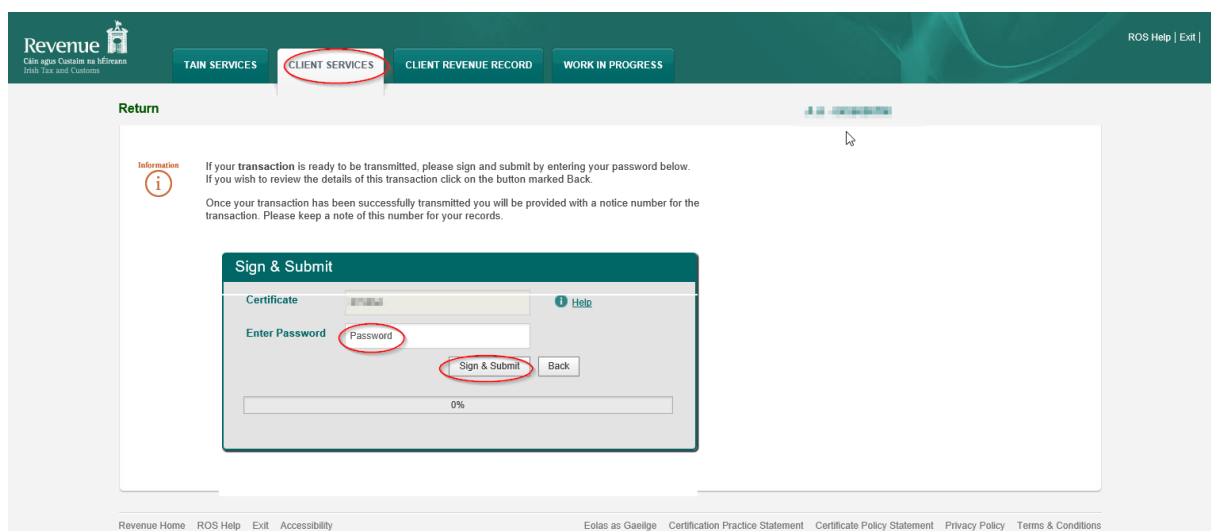 Revenue
Cáin agus Custaim na hÉireann
Irish Tax and Customs
TAIN SERVICES
CLIENT SERVICES
CLIENT REVENUE RECORD
WORK IN PROGRESS
ROS Help | Exit |
Return
Information
If your transaction is ready to be transmitted, please sign and submit by entering your password below.
If you wish to review the details of this transaction click on the button marked Back.
Once your transaction has been successfully transmitted you will be provided with a notice number for the
transaction. Please keep a note of this number for your records.
Sign & Submit
Certificate
Help
Enter Password
Password
Sign & Submit
Back
0%
Revenue Home ROS Help Exit Accessibility
Eolas as Gaeilge Certification Practice Statement Certificate Policy Statement Privacy Policy Terms & Conditions